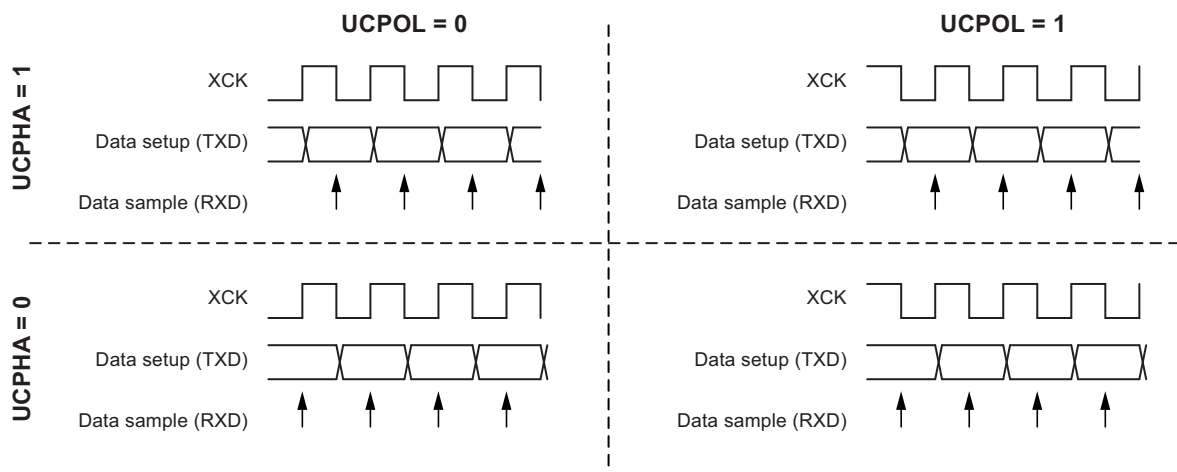 UCPOL = 0
UCPOL = 1
UCPHA = 1
XCK
Data setup (TXD)
Data sample (RXD)
XCK
Data setup (TXD)
Data sample (RXD)
UCPHA = 0
XCK
Data setup (TXD)
Data sample (RXD)
XCK
Data setup (TXD)
Data sample (RXD)